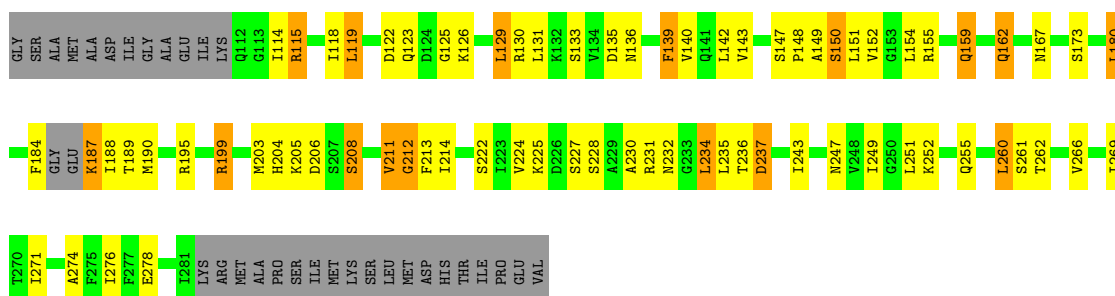 GLY SER ALA MET ALA ASP ILE GLY ALA GLU ILE LYS Q112 G113 I114 R115 I118 L119 D122 Q123 D124 G125 K126 L129 R130 L131 K132 S133 V134 D135 N136 F139 V140 Q141 L142 V143 S147 P148 A149 S150 L151 V152 G153 L154 R155 Q159 Q162 N167 S173 L180
F184 GLY GLU K187 I188 T189 M190 R195 R199 M203 H204 K205 D206 S207 S208 V211 G212 F213 I214 S222 I223 V224 K225 D226 S227 S228 A229 A230 R231 N232 G233 L234 L235 T236 D237 I243 N247 V248 I249 G250 L251 K252 Q255 L260 S261 T262 V266 I269
T270 I271 A274 F275 I276 F277 E278 I281 LYS ARG MET ALA PRO SER ILE MET LYS SER LEU MET ASP HIS THR ILE PRO GLU VAL